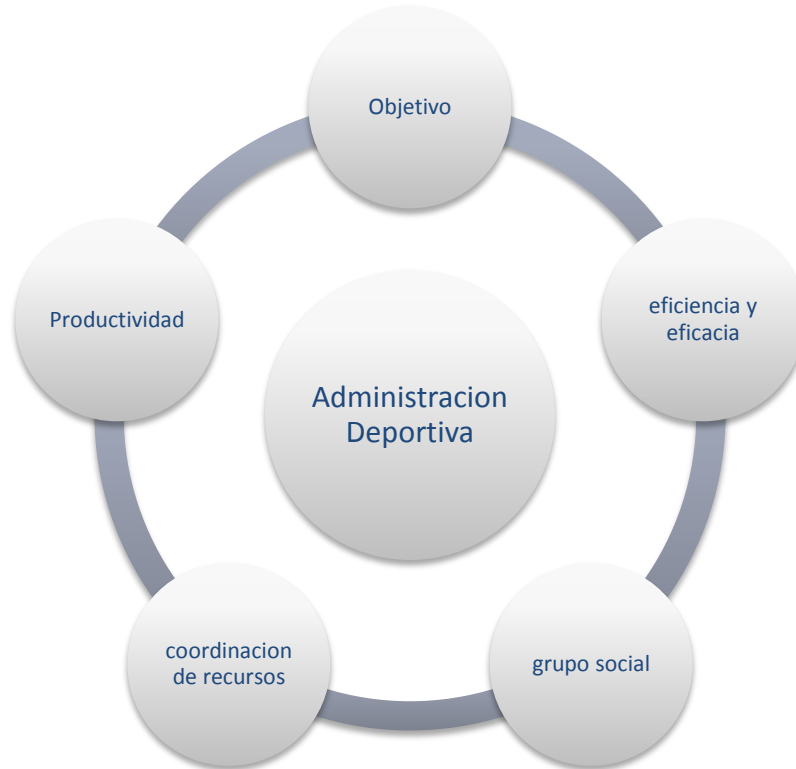 Objetivo
eficiencia y
eficacia
grupo social
coordinacion
de recursos
Productividad
Administracion
Deportiva